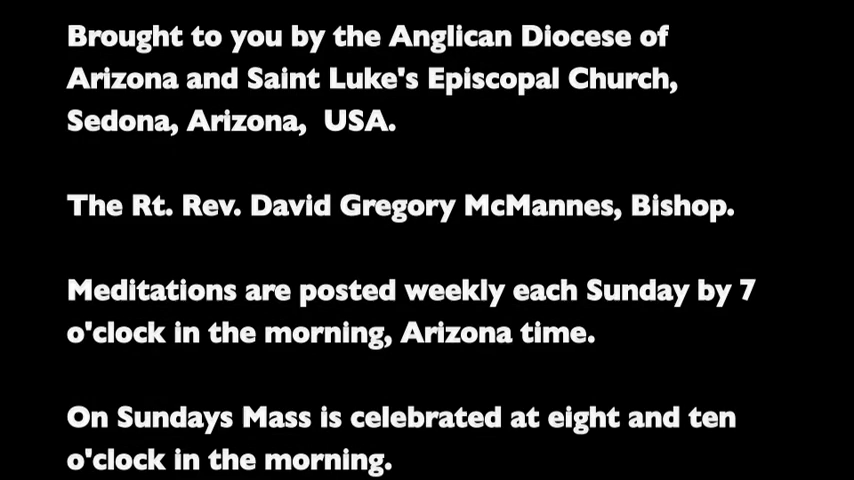 Brought to you by the Anglican Diocese of
Arizona and Saint Luke's Episcopal Church,
Sedona, Arizona,  USA.
The Rt. Rev. David Gregory McMannes, Bishop.
Meditations are posted weekly each Sunday by 7
o'clock in the morning, Arizona time.
On Sundays Mass is celebrated at eight and ten
o'clock in the morning.